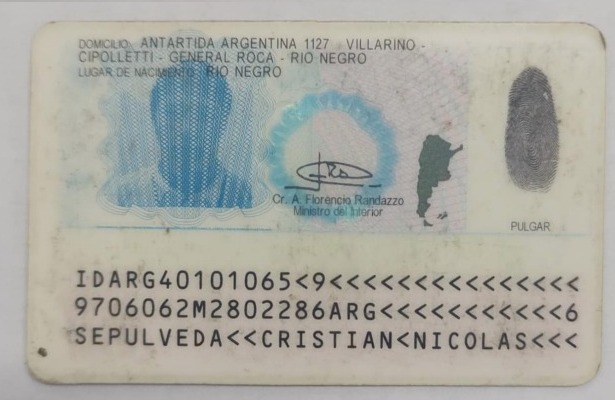 DOMICILIO: ANTARTIDA ARGENTINA 1127 VILLARINO -
CIPOLLETTI - GENERAL ROCA - RIO NEGRO
LUGAR DE NACIMIENTO: RIO NEGRO
Cr. A. Florencio Randazzo
Ministro del Interior
PULGAR
IDARG40101065<9<<<<<<<<<<<<<<<
9706062M2802286ARG<<<<<<<<<<<6
SEPULVEDA<<CRISTIAN<NICOLAS<<<